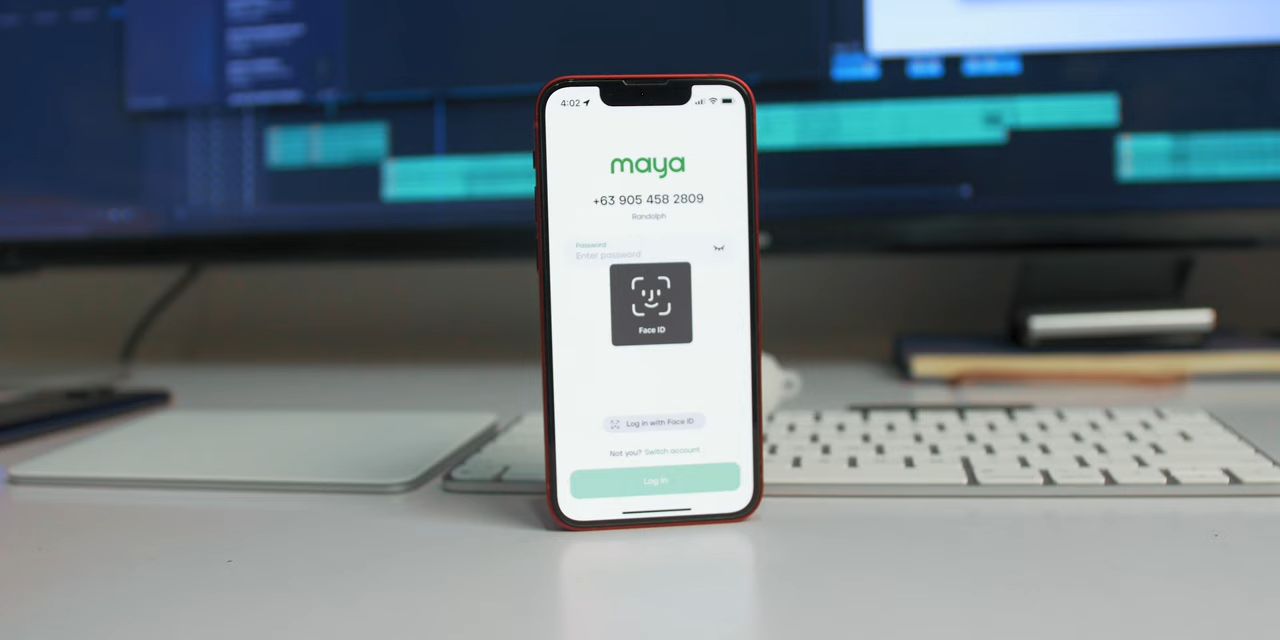 4:02
maya
+63 905 458 2809
Randolph
Password
Enter password
Face ID
Log in with Face ID
Not you? Switch account
Log in